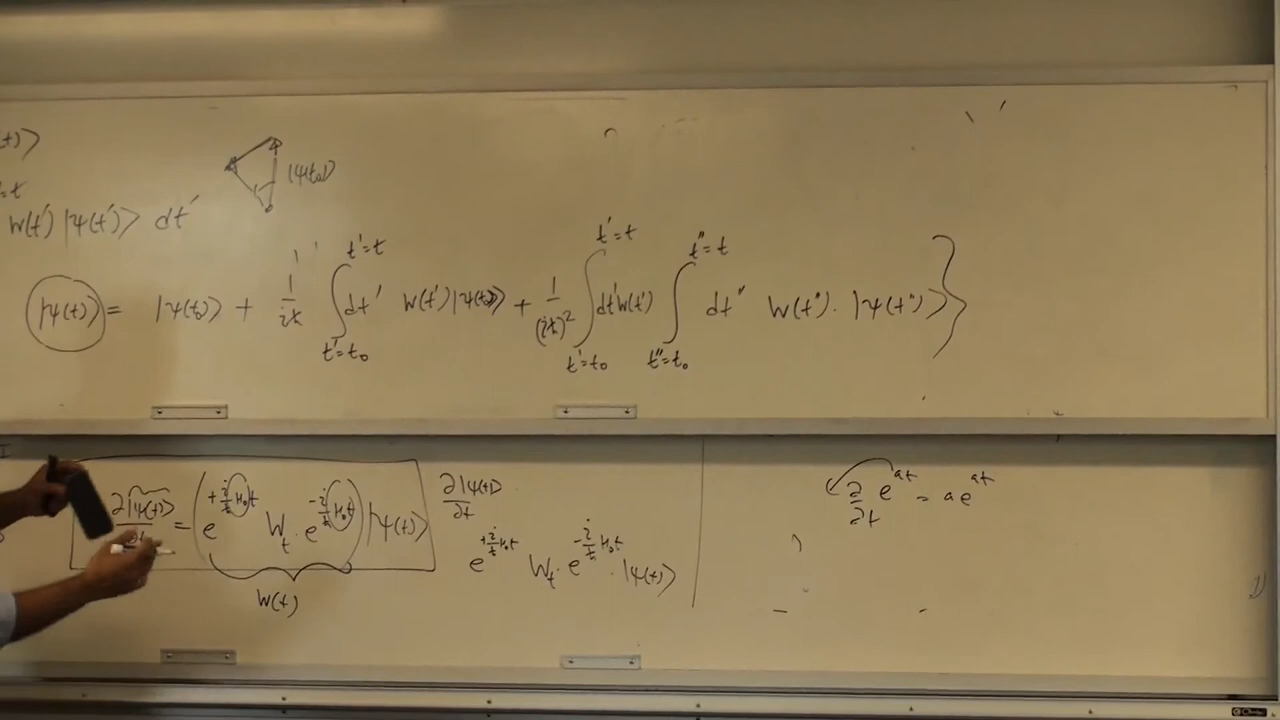 t)>
=t
W(t')|ψ(t')> dt'
|ψ(t₀)>
|ψ(t)> = |ψ(t₀)> + 1/iħ ∫_{t'=t₀}^{t'=t} dt' W(t')|ψ(t₀)> + 1/(iħ)² ∫_{t'=t₀}^{t'=t} dt' W(t') ∫_{t''=t₀}^{t''=t} dt'' W(t'')·|ψ(t'')> }
∂|ψ(t)>/∂t = (e^{+i/ħ H₀t} W_t·e^{-i/ħ H₀t})|ψ(t)>
W(t)
∂|ψ(t)>/∂t
e^{+i/ħ H₀t} W_t·e^{-i/ħ H₀t}·|ψ(t)>
∂/∂t e^{at} = a e^{at}